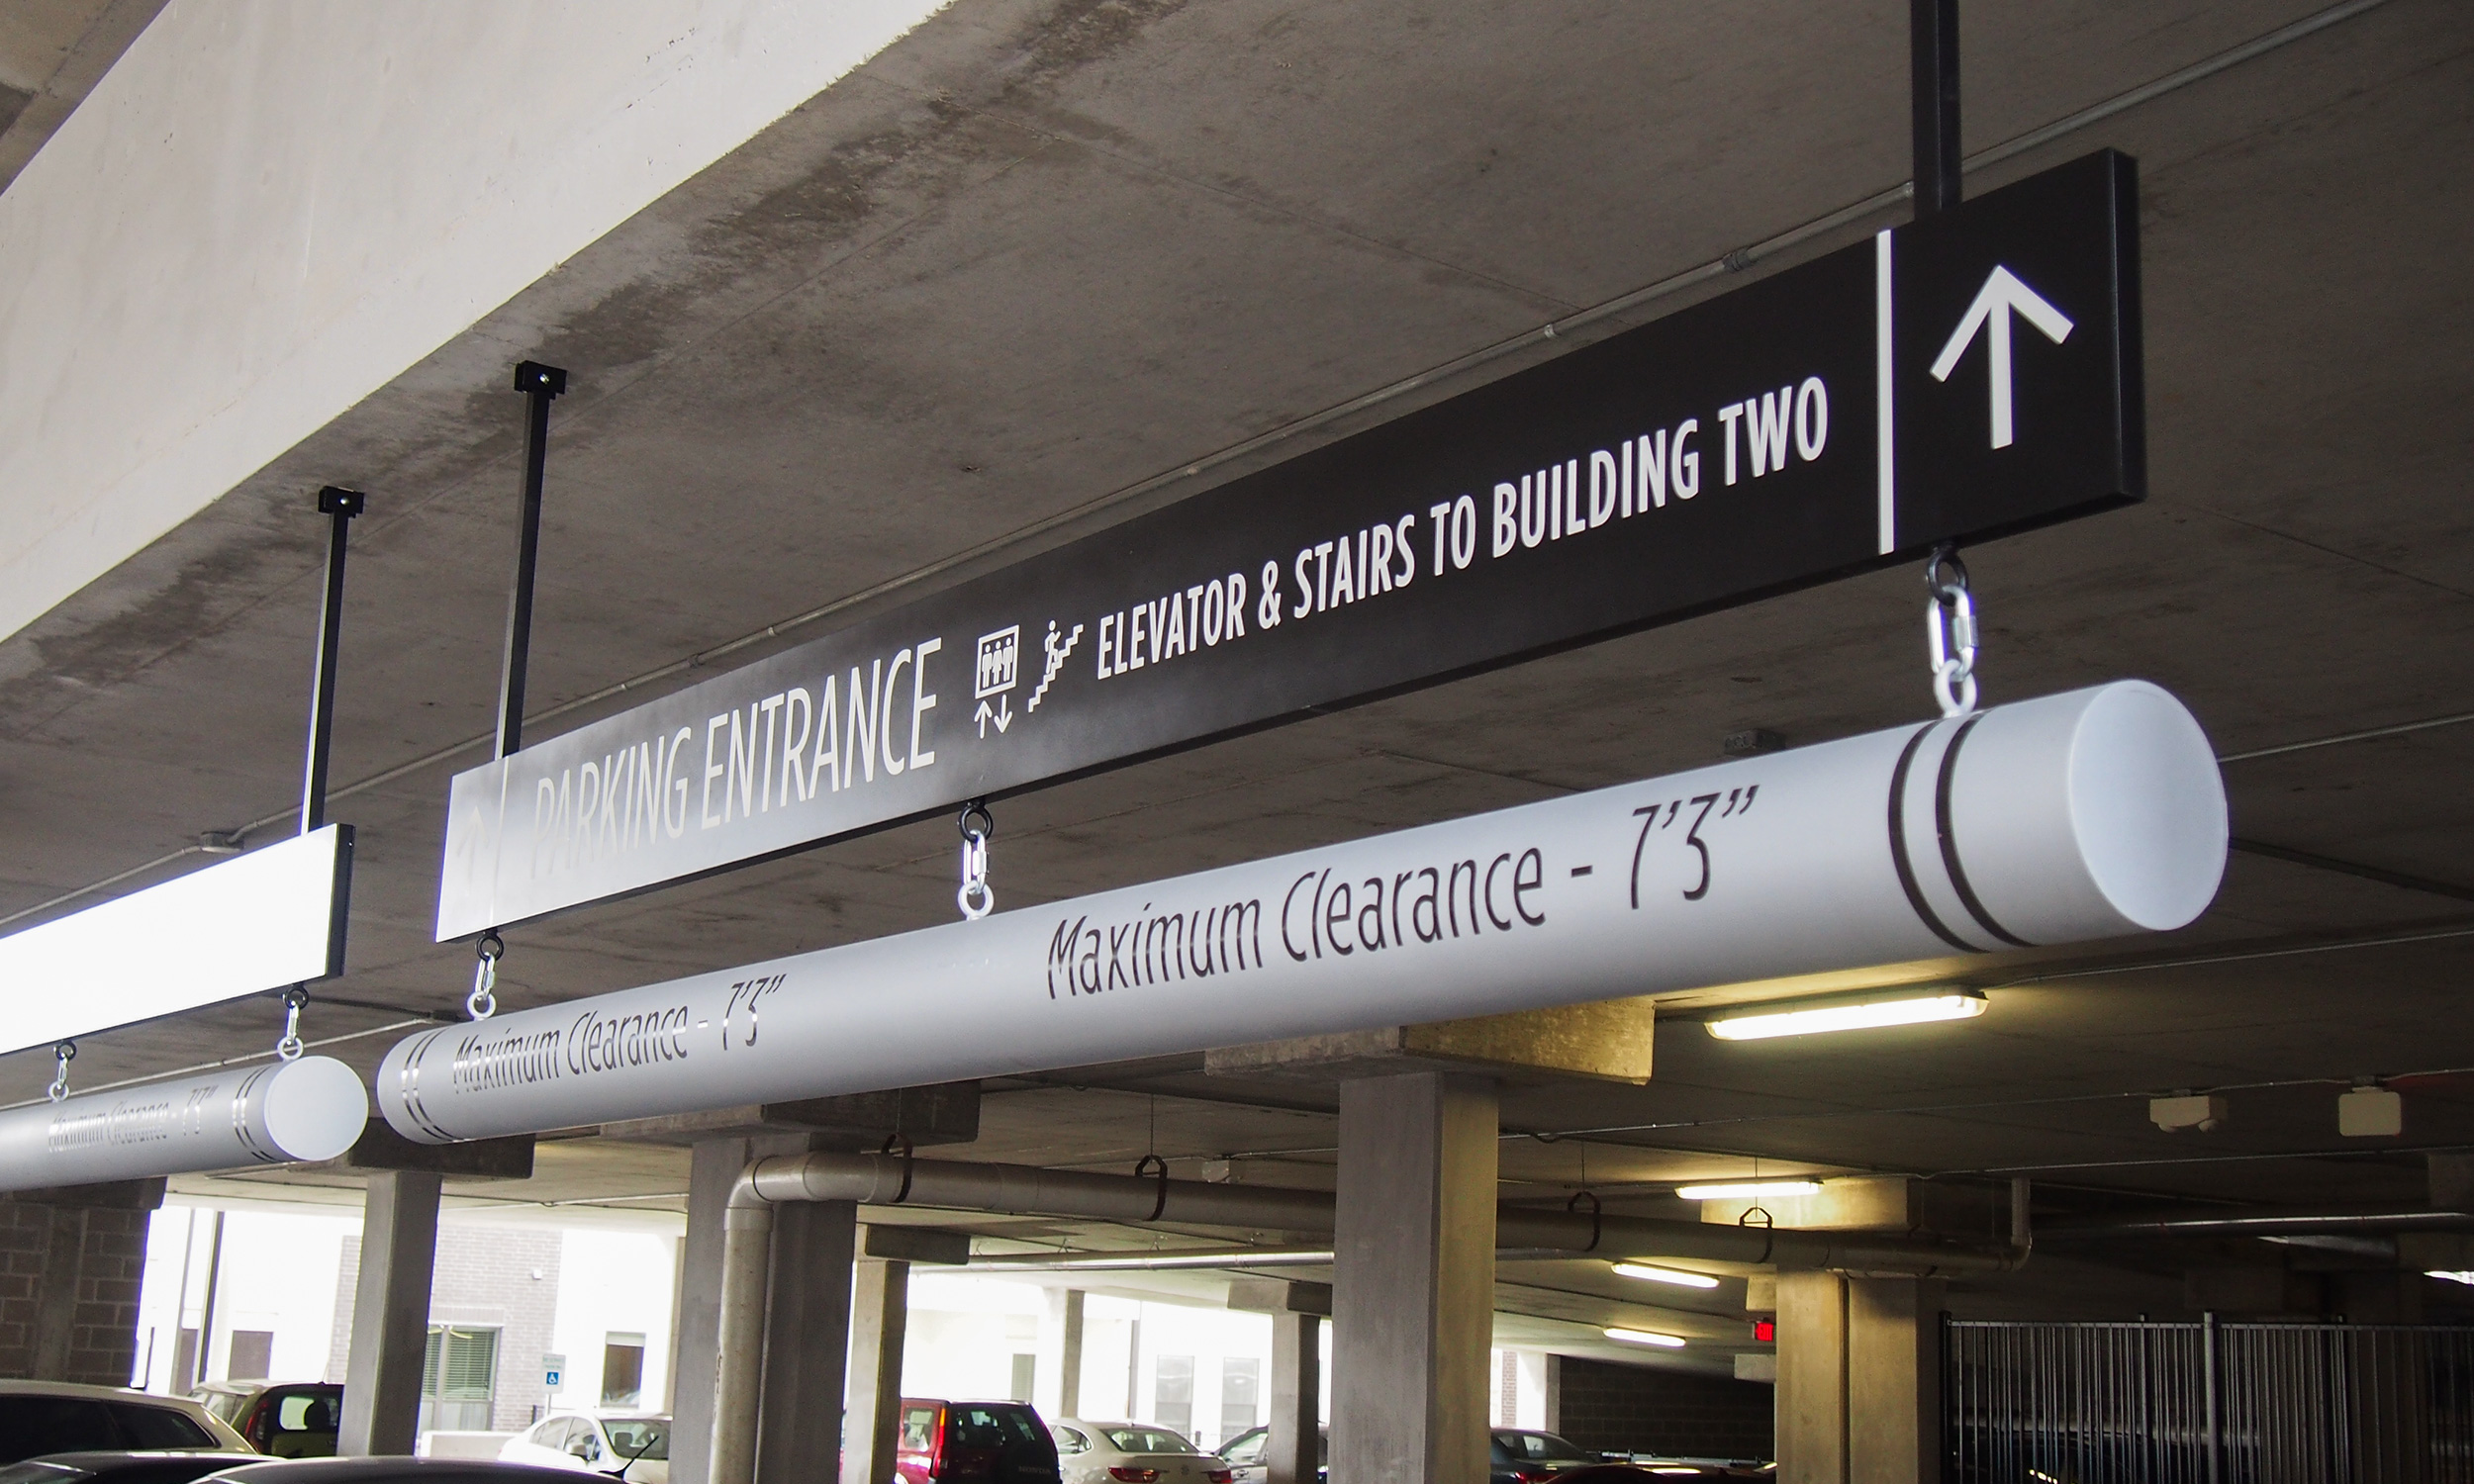 PARKING ENTRANCE
ELEVATOR & STAIRS TO BUILDING TWO
Maximum Clearance - 7'3"
Maximum Clearance - 7'3"
Maximum Clearance - 7'3"
HONDA